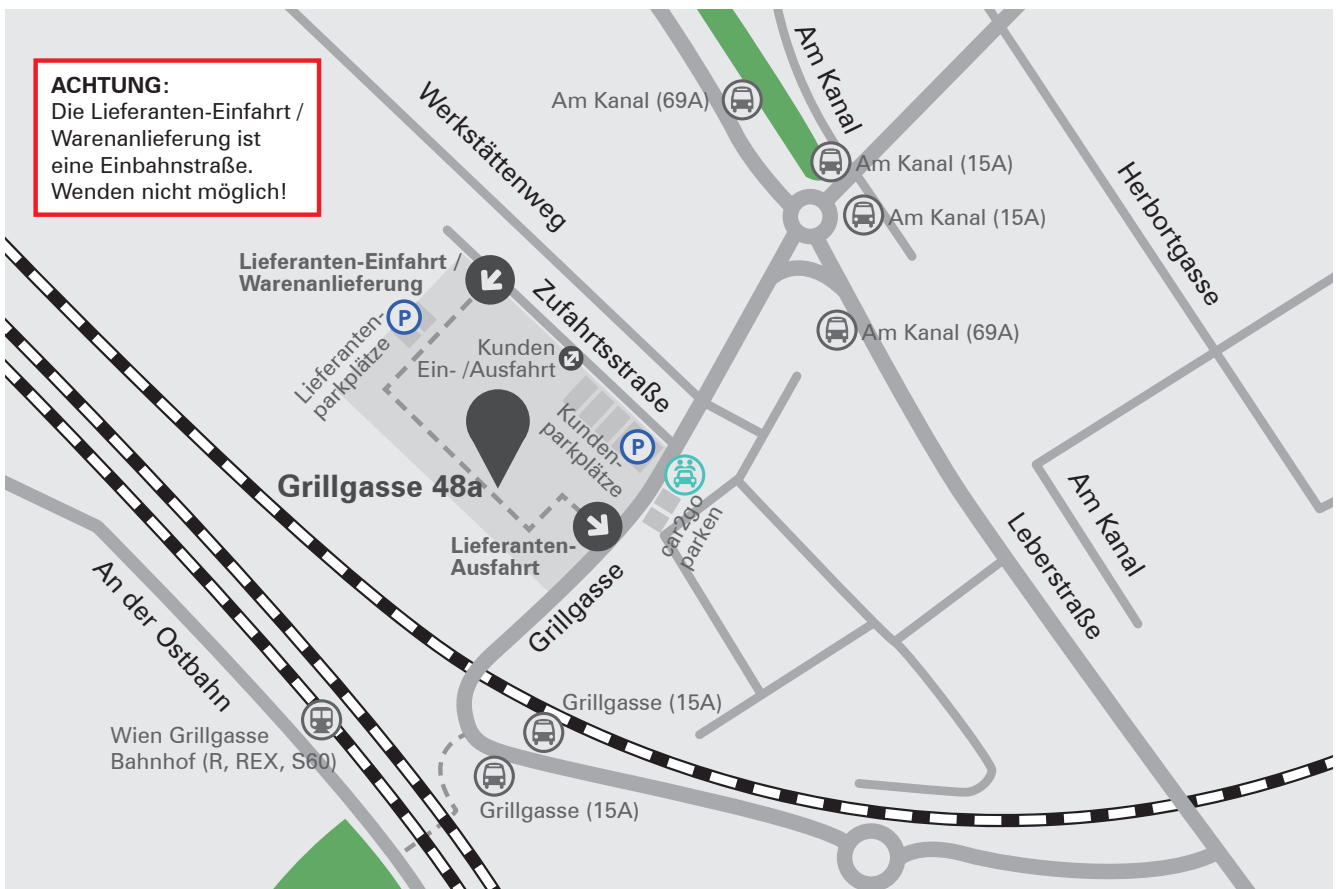 ACHTUNG:
Die Lieferanten-Einfahrt /
Warenanlieferung ist
eine Einbahnstraße.
Wenden nicht möglich!
Am Kanal (69A)
Am Kanal
Werkstättenweg
Am Kanal (15A)
Am Kanal (15A)
Herbortgasse
Lieferanten-Einfahrt /
Warenanlieferung
Zufahrtsstraße
P
Lieferanten-
parkplätze
Kunden
Ein- /Ausfahrt
Am Kanal (69A)
Kunden-
parkplätze
P
Grillgasse 48a
car2go
parken
Lieferanten-
Ausfahrt
Am Kanal
Leberstraße
Grillgasse
An der Ostbahn
Grillgasse (15A)
Wien Grillgasse
Bahnhof (R, REX, S60)
Grillgasse (15A)